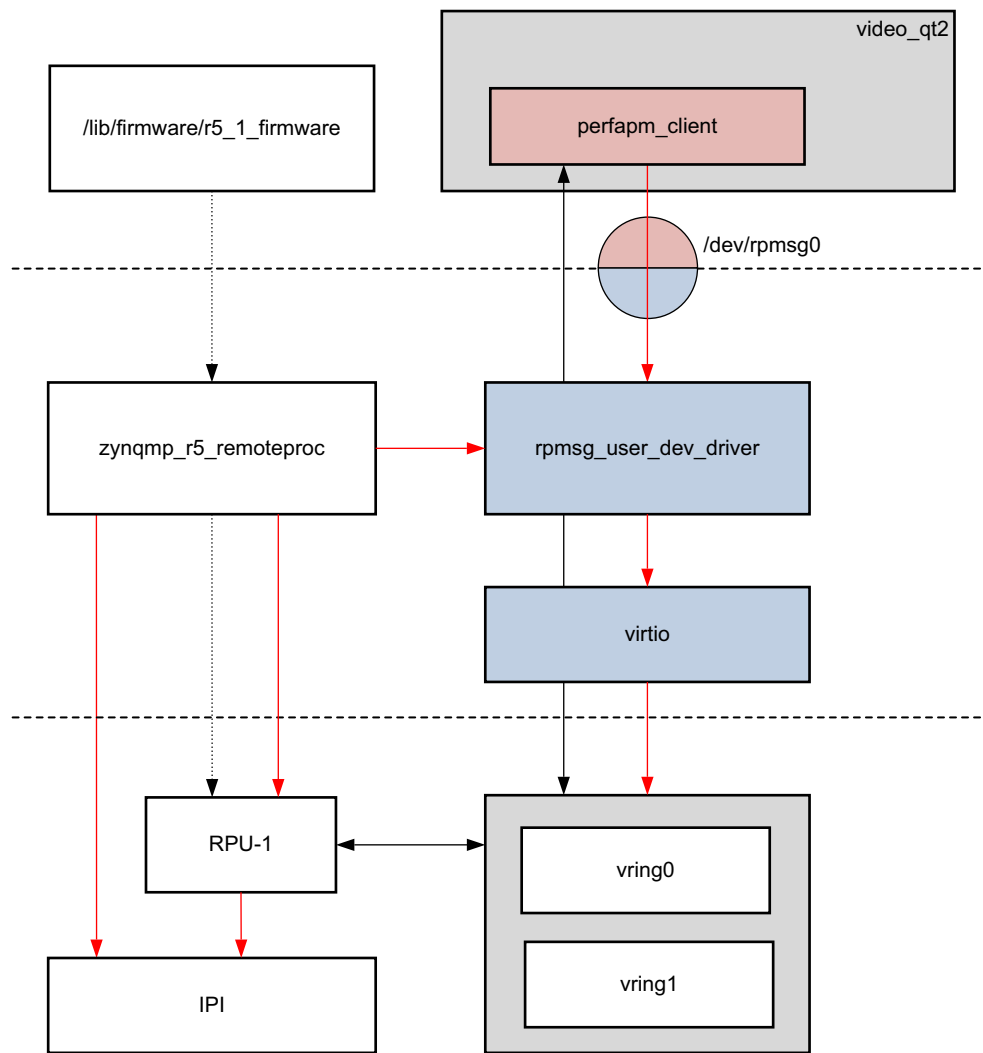 video_qt2
/lib/firmware/r5_1_firmware
perfapm_client
/dev/rpmsg0
zynqmp_r5_remoteproc
rpmsg_user_dev_driver
virtio
RPU-1
vring0
vring1
IPI